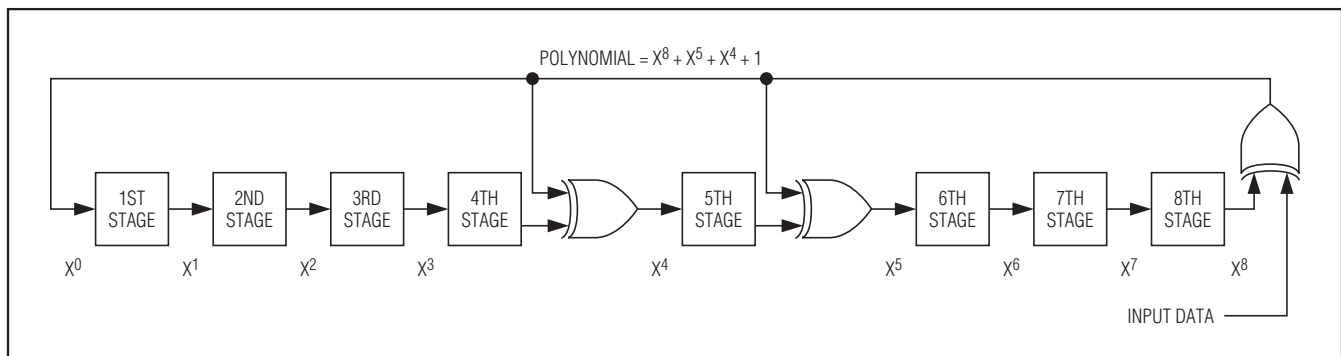 POLYNOMIAL = X⁸ + X⁵ + X⁴ + 1
1ST STAGE
2ND STAGE
3RD STAGE
4TH STAGE
5TH STAGE
6TH STAGE
7TH STAGE
8TH STAGE
X⁰
X¹
X²
X³
X⁴
X⁵
X⁶
X⁷
X⁸
INPUT DATA